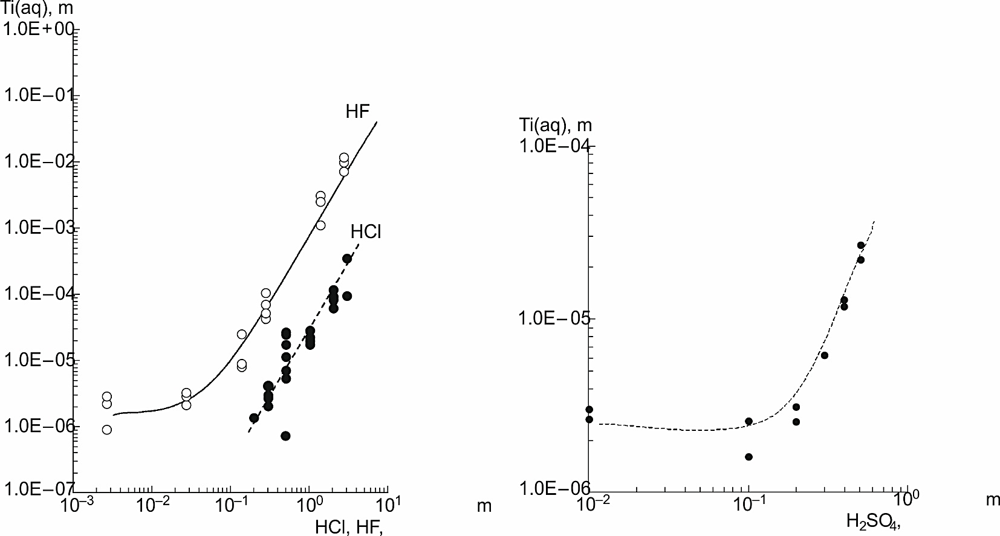 Ti(aq), m
1.0E+00
1.0E−01
HF
1.0E−02
1.0E−03
HCl
1.0E−04
1.0E−05
1.0E−06
1.0E−07
10⁻³ 10⁻² 10⁻¹ 10⁰ 10¹ m
HCl, HF,
Ti(aq), m
1.0E−04
1.0E−05
1.0E−06
10⁻² 10⁻¹ 10⁰ m
H₂SO₄,